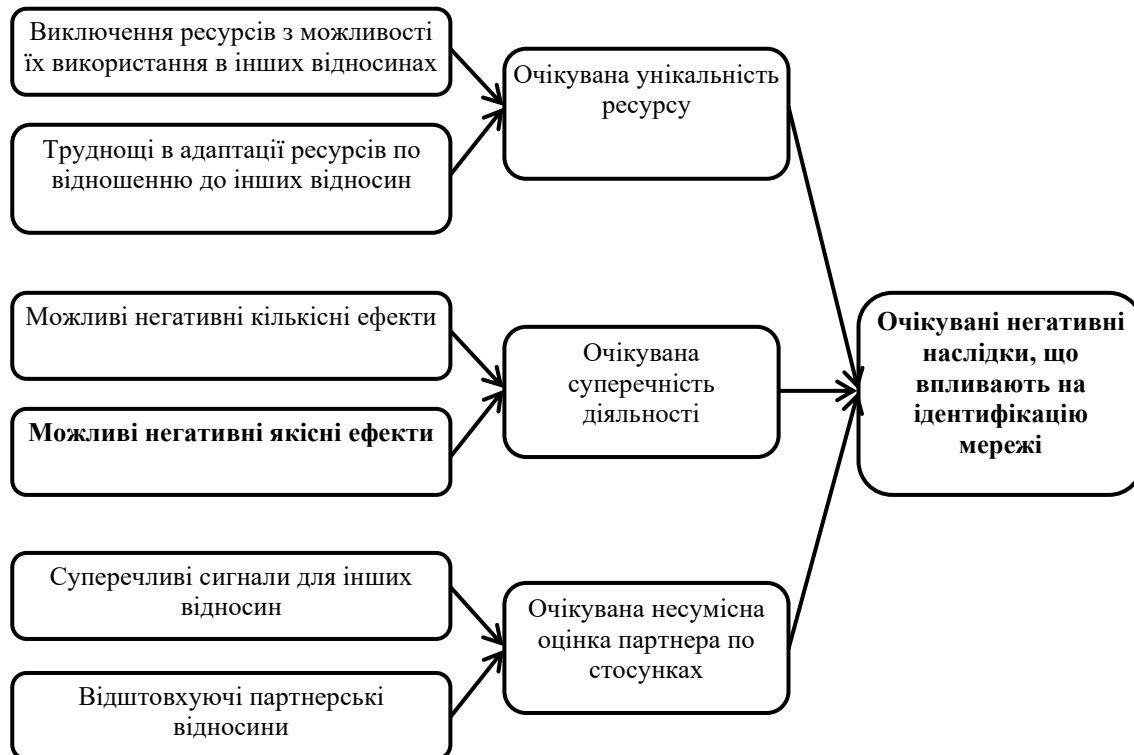 Виключення ресурсів з можливості
їх використання в інших відносинах
Труднощі в адаптації ресурсів по
відношенню до інших відносин
Очікувана унікальність
ресурсу
Можливі негативні кількісні ефекти
Можливі негативні якісні ефекти
Очікувана
суперечність
діяльності
Суперечливі сигнали для інших
відносин
Відштовхуючі партнерські
відносини
Очікувана несумісна
оцінка партнера по
стосунках
Очікувані негативні
наслідки, що
впливають на
ідентифікацію
мережі